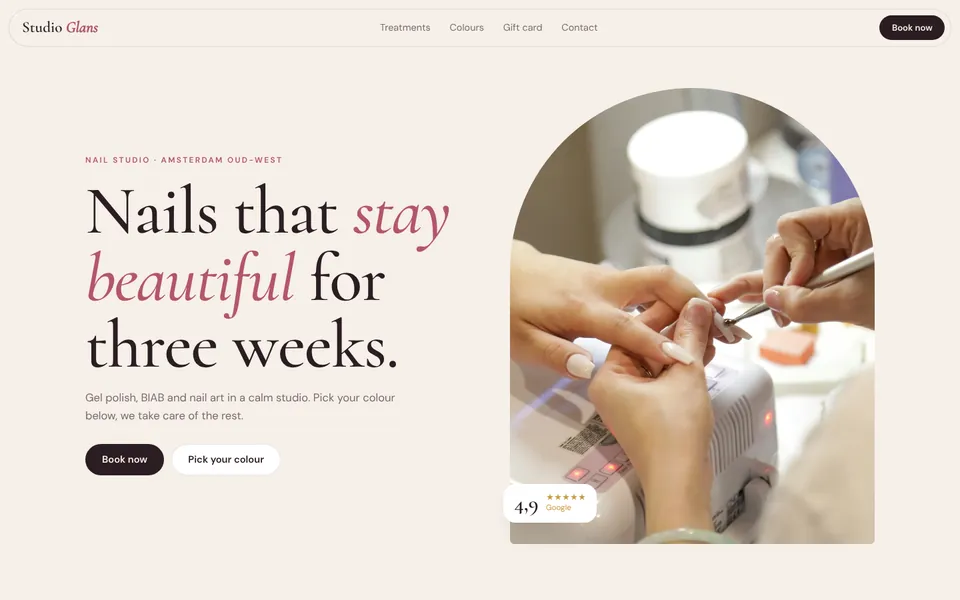 Studio Glans
Treatments
Colours
Gift card
Contact
Book now
NAIL STUDIO · AMSTERDAM OUD-WEST
Nails that stay
beautiful for
three weeks.
Gel polish, BIAB and nail art in a calm studio. Pick your colour
below, we take care of the rest.
Book now
Pick your colour
4,9
★★★★★
Google